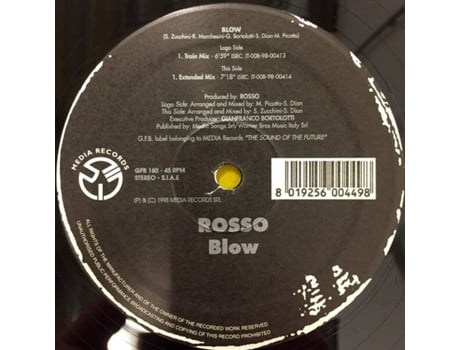 BLOW
(S. Zucchini-R. Marchesini-G. Bortolotti-S. Dian-M. Picotto)
Logo Side
1. Train Mix - 6'59" ISRC. IT-008-98-00413
This Side
1. Extended Mix - 7'18" ISRC. IT-008-98-00414
Produced by: ROSSO
Logo Side: Arranged and Mixed by: M. Picotto-S. Dian
This Side: Arranged and Mixed by: S. Zucchini-S. Dian
Executive Producer: GIANFRANCO BORTOLOTTI
Published by: Media Songs Srl/Warner Bros Music Italy Srl
G.F.B. label belonging to MEDIA Records "THE SOUND OF THE FUTURE"
MEDIA RECORDS
GFB 160 - 45 RPM
STEREO - S.I.A.E
8 019256 004498
(P) & (C) 1998 MEDIA RECORDS SRL
ROSSO
Blow
ALL RIGHTS OF THE MANUFACTURER AND OF THE OWNER OF THE RECORDED WORK RESERVED
UNAUTHORISED PUBLIC PERFORMANCE BROADCASTING AND COPYING OF THIS RECORD PROHIBITED